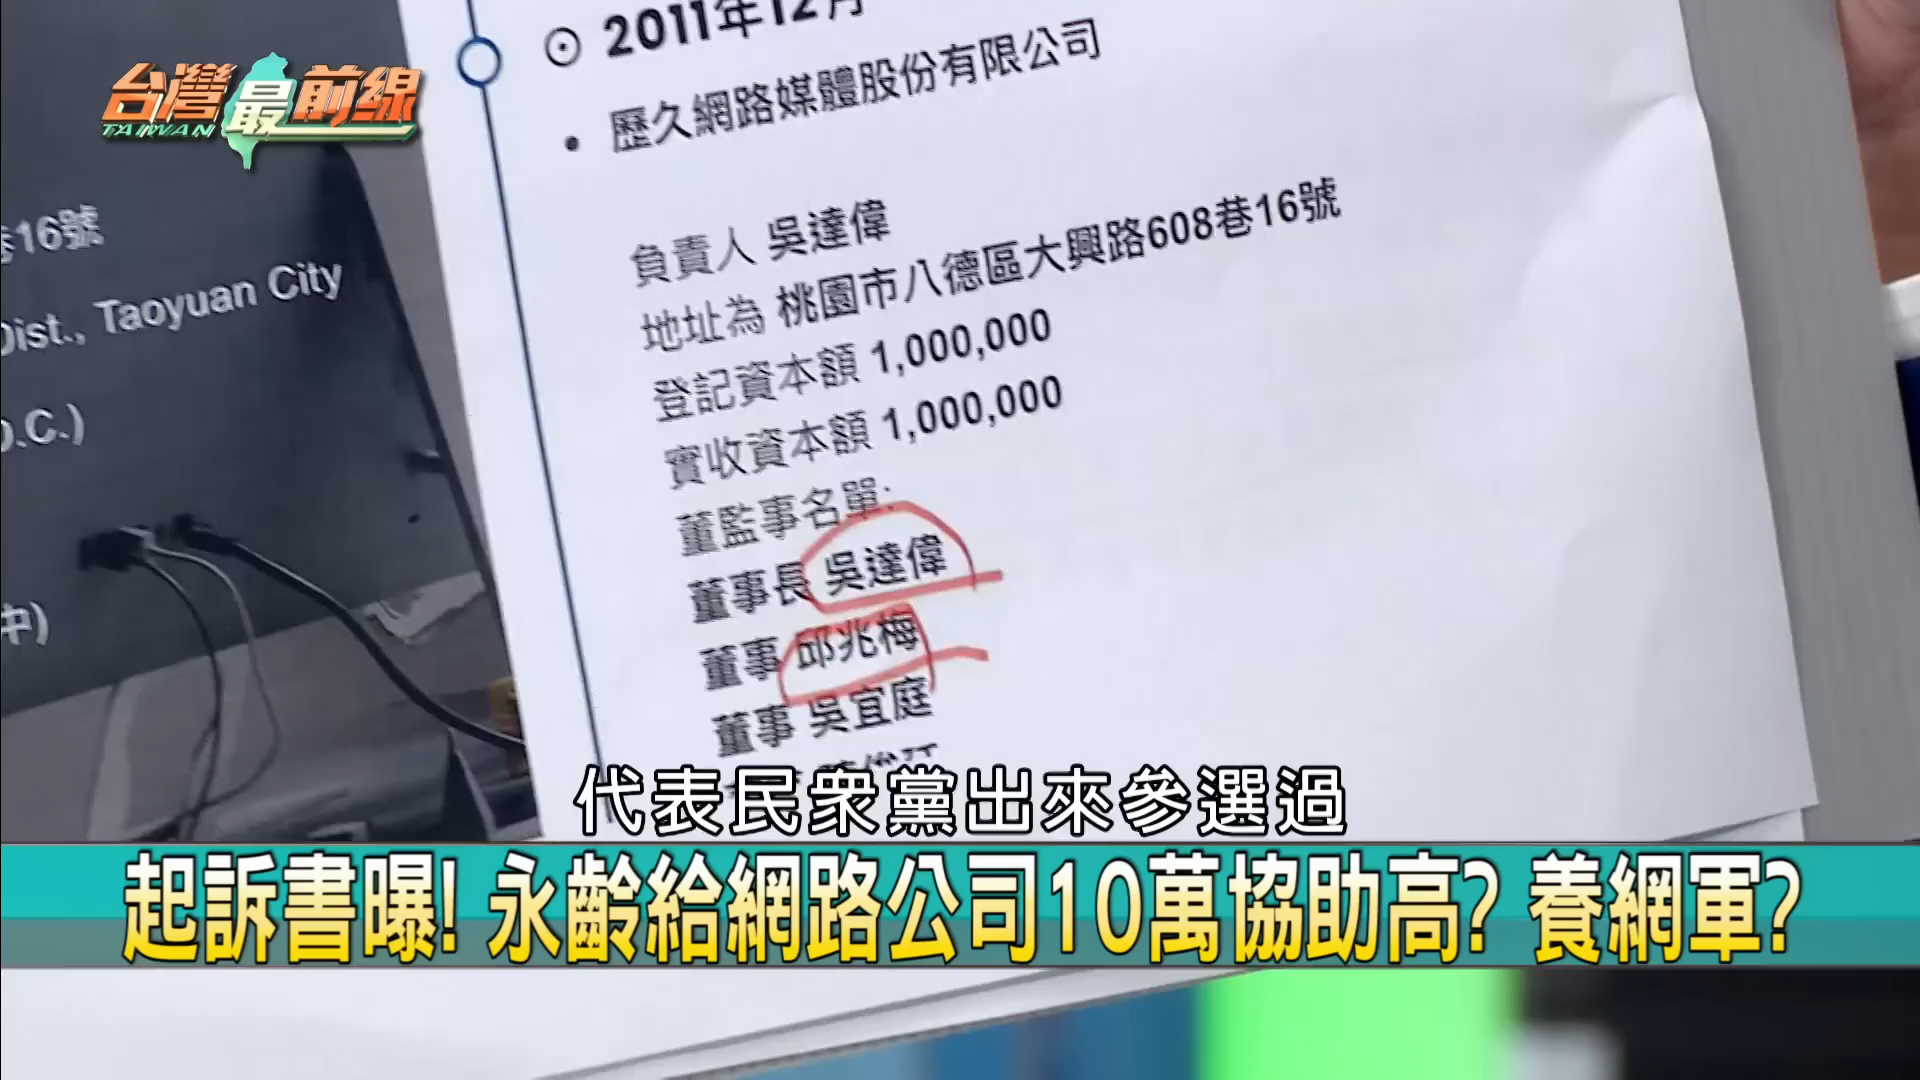 台灣最前線
TAIWAN
巷16號
Dist., Taoyuan City
O.C.)
中)
2011年12月
歷久網路媒體股份有限公司
負責人 吳達偉
地址為 桃園市八德區大興路608巷16號
登記資本額 1,000,000
實收資本額 1,000,000
董監事名單:
董事長 吳達偉
董事 邱兆梅
董事 吳宜庭
代表民眾黨出來參選過
起訴書曝! 永齡給網路公司10萬協助高? 養網軍?